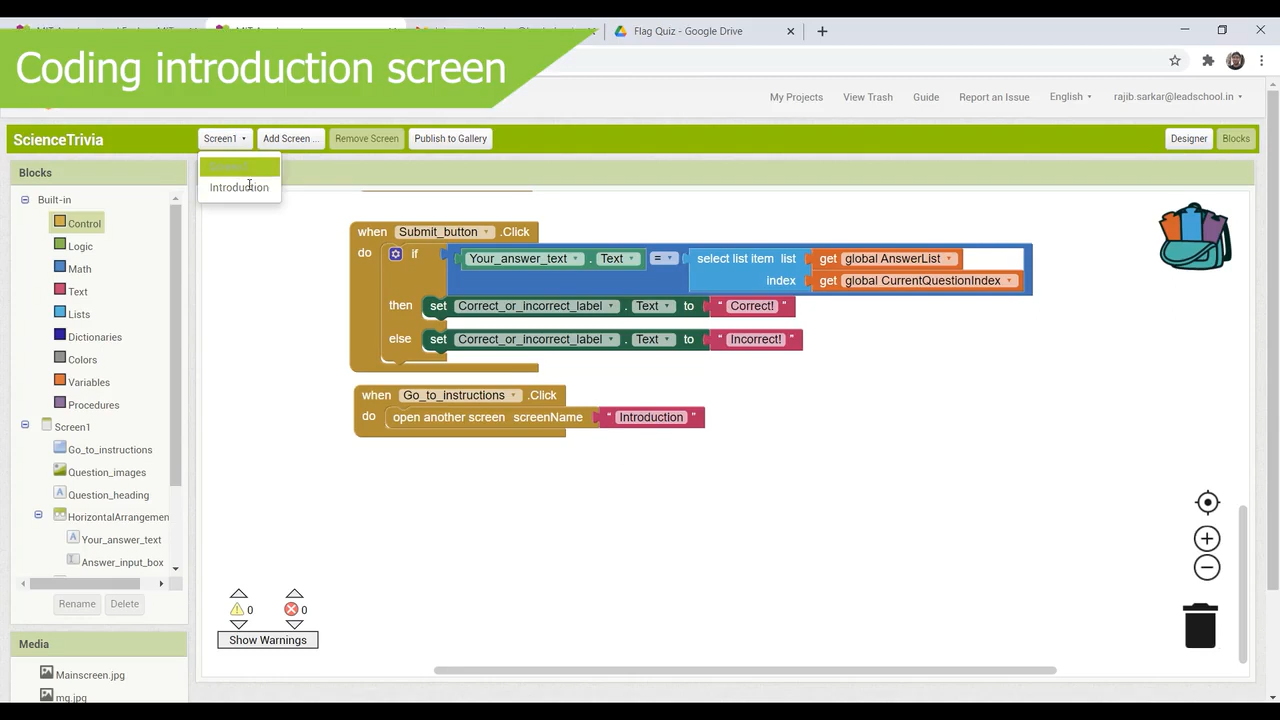 Flag Quiz - Google Drive
Coding introduction screen
My Projects View Trash Guide Report an Issue English rajib.sarkar@leadschool.in
ScienceTrivia Screen1 Add Screen ... Remove Screen Publish to Gallery Designer Blocks
Introduction
Blocks
Built-in
Control
Logic
Math
Text
Lists
Dictionaries
Colors
Variables
Procedures
Screen1
Go_to_instructions
Question_images
Question_heading
HorizontalArrangemen
Your_answer_text
Answer_input_box
Rename Delete
Media
Mainscreen.jpg
mg.jpg
when Submit_button .Click
do if Your_answer_text . Text = select list item list get global AnswerList
index get global CurrentQuestionIndex
then set Correct_or_incorrect_label . Text to " Correct! "
else set Correct_or_incorrect_label . Text to " Incorrect! "
when Go_to_instructions .Click
do open another screen screenName " Introduction "
0 0
Show Warnings